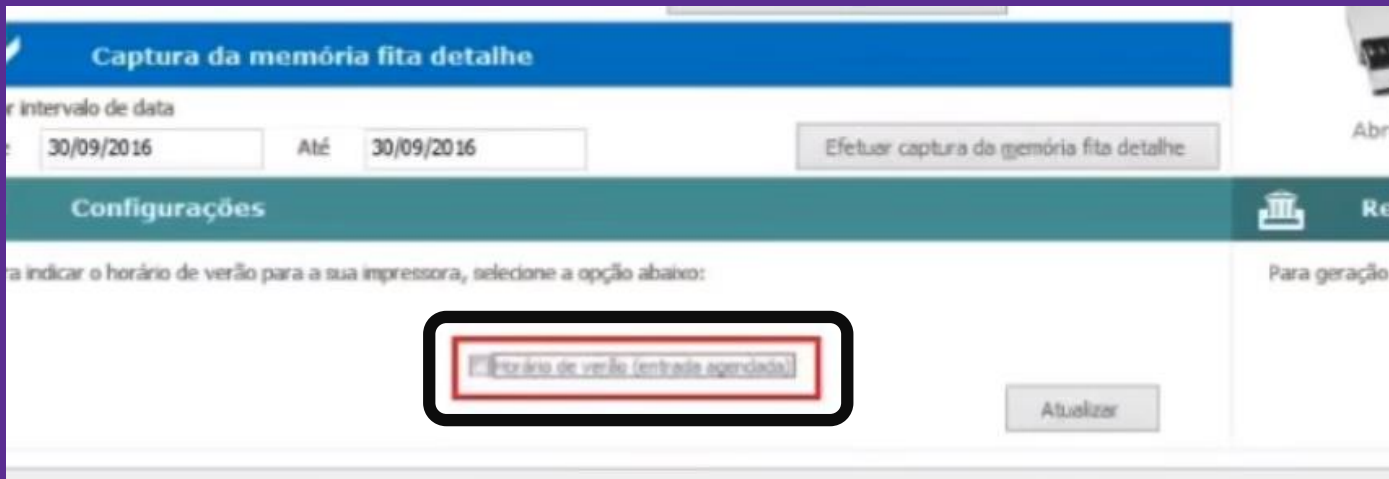 Captura da memória fita detalhe
r intervalo de data
30/09/2016 Até 30/09/2016 Efetuar captura da memória fita detalhe
Abr
Configurações
Re
ra indicar o horário de verão para a sua impressora, selecione a opção abaixo:
Para geração
Horário de verão (entrada agendada)
Atualizar